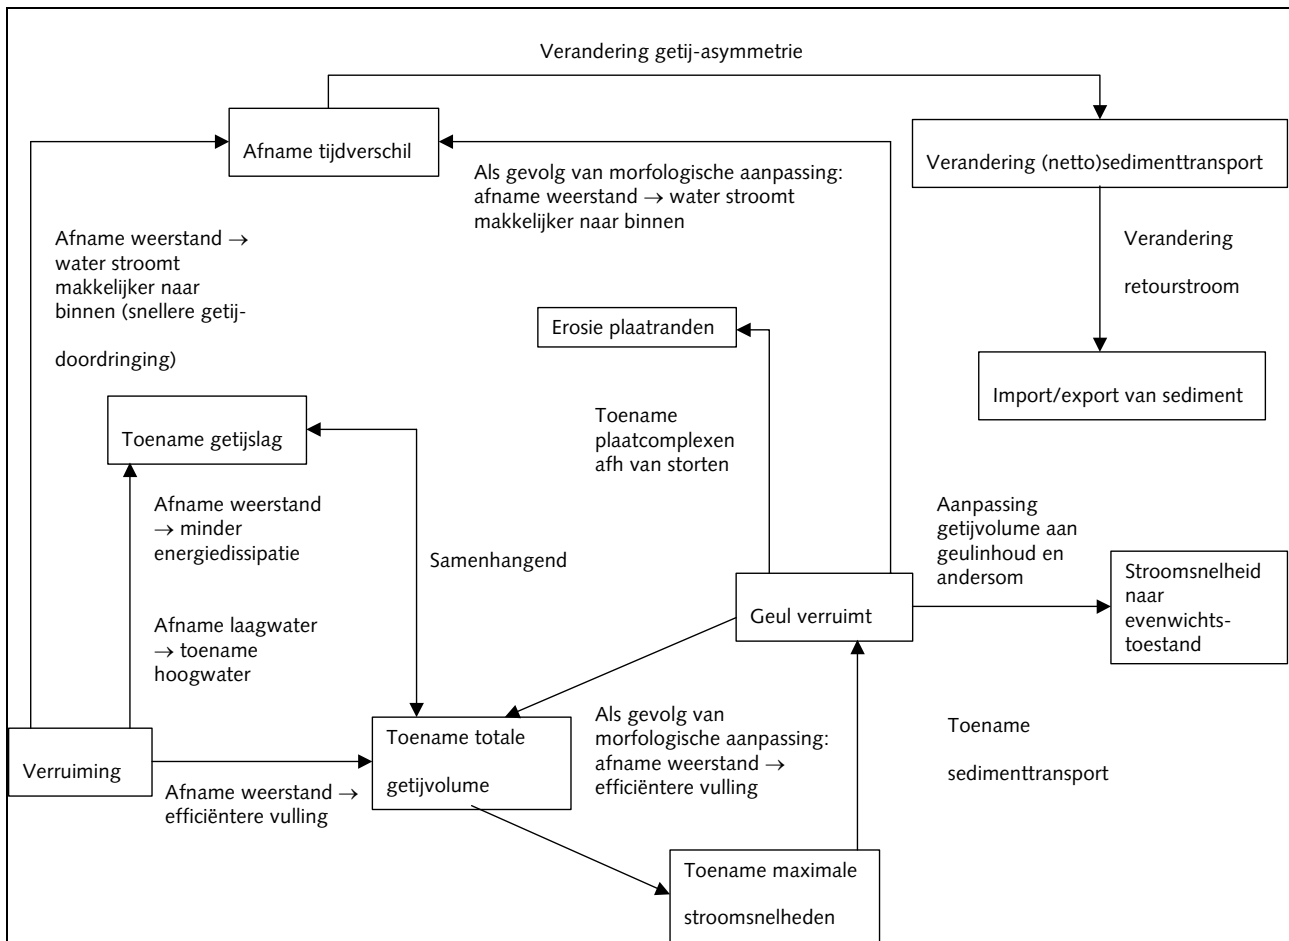 Verandering getij-asymmetrie
Afname tijdverschil
Verandering (netto)sedimenttransport
Als gevolg van morfologische aanpassing:
afname weerstand → water stroomt
makkelijker naar binnen
Afname weerstand →
water stroomt
makkelijker naar
binnen (snellere getij-
doordringing)
Verandering
retourstroom
Erosie plaatranden
Import/export van sediment
Toename getijslag
Toename
plaatcomplexen
afh van storten
Afname weerstand
→ minder
energiedissipatie
Samenhangend
Aanpassing
getijvolume aan
geulinhoud en
andersom
Stroomsnelheid
naar
evenwichts-
toestand
Geul verruimt
Afname laagwater
→ toename
hoogwater
Verruiming
Toename totale
getijvolume
Als gevolg van
morfologische aanpassing:
afname weerstand →
efficiëntere vulling
Toename
sedimenttransport
Afname weerstand →
efficiëntere vulling
Toename maximale
stroomsnelheden